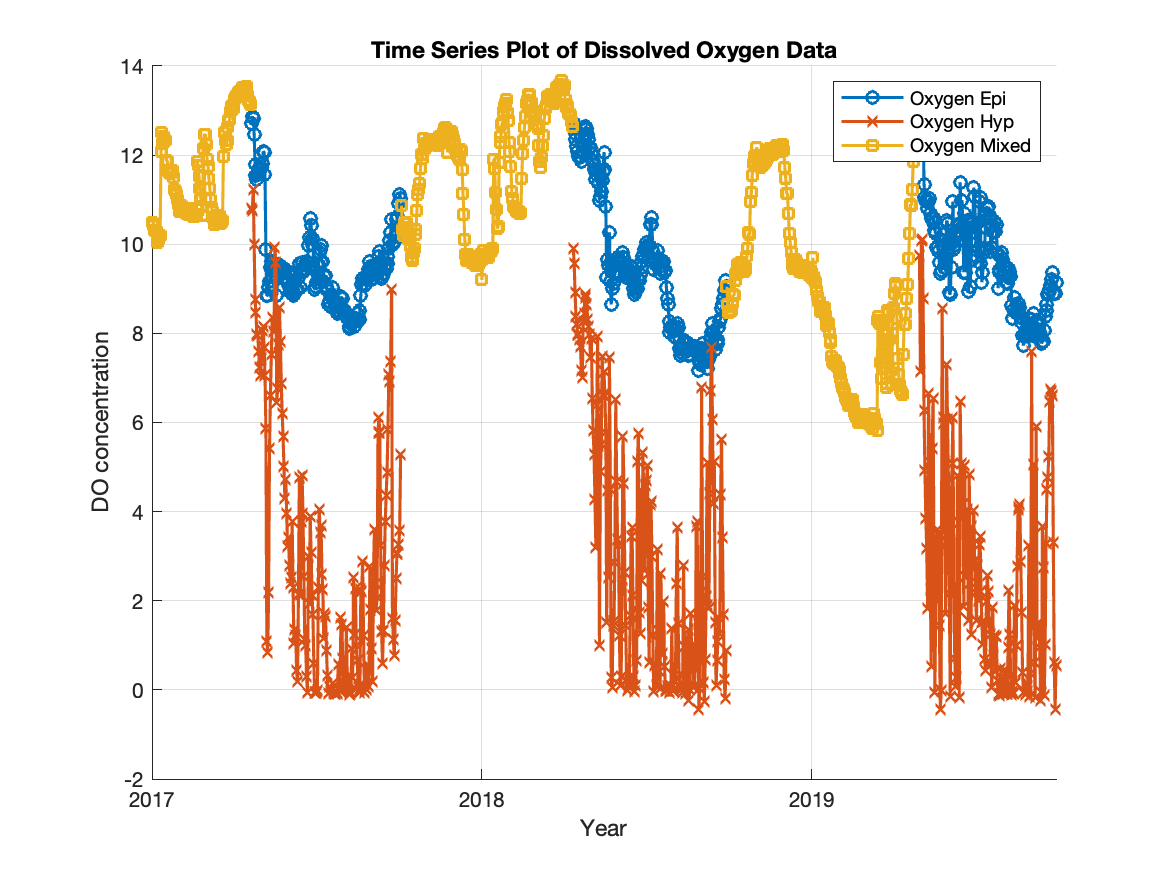 Time Series Plot of Dissolved Oxygen Data
14
12
10
8
6
4
2
0
-2
DO concentration
2017
2018
2019
Year
Oxygen Epi
Oxygen Hyp
Oxygen Mixed